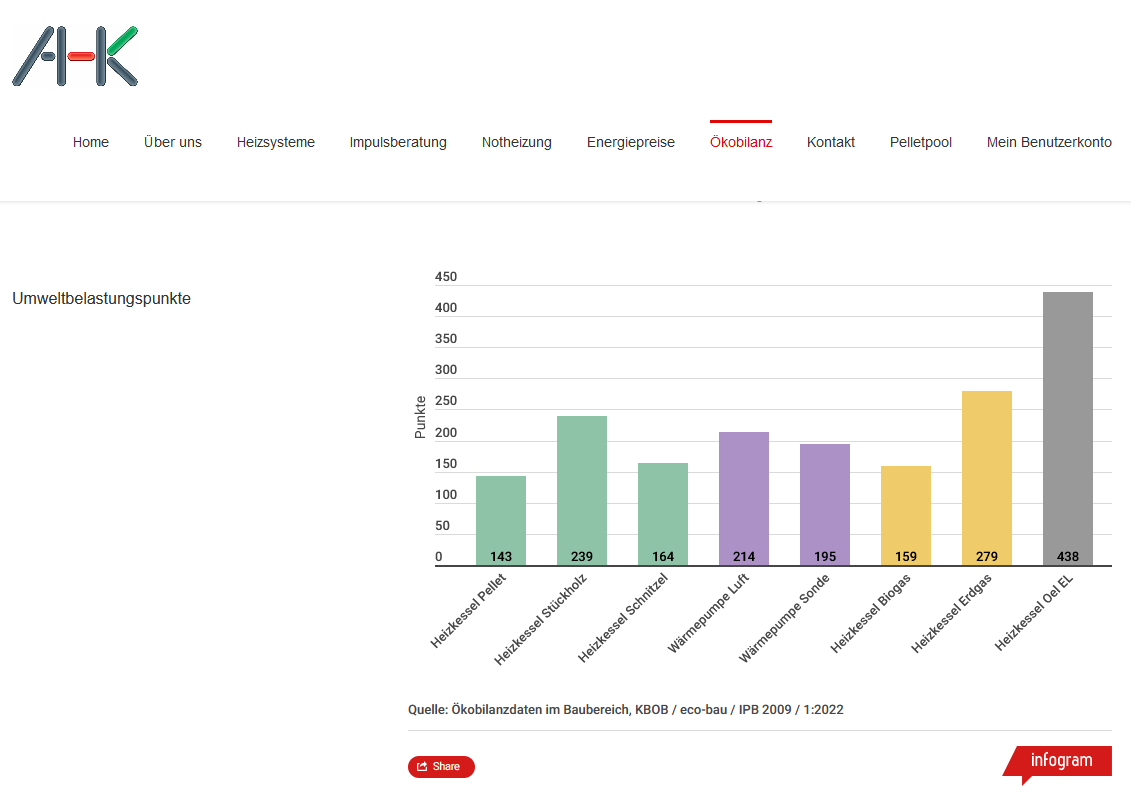 AHK
Home Über uns Heizsysteme Impulsberatung Notheizung Energiepreise Ökobilanz Kontakt Pelletpool Mein Benutzerkonto
Umweltbelastungspunkte
Punkte
450
400
350
300
250
200
150
100
50
0
143 239 164 214 195 159 279 438
Heizkessel Pellet
Heizkessel Stückholz
Heizkessel Schnitzel
Wärmepumpe Luft
Wärmepumpe Sonde
Heizkessel Biogas
Heizkessel Erdgas
Heizkessel Oel EL
Quelle: Ökobilanzdaten im Baubereich, KBOB / eco-bau / IPB 2009 / 1:2022
Share
infogram